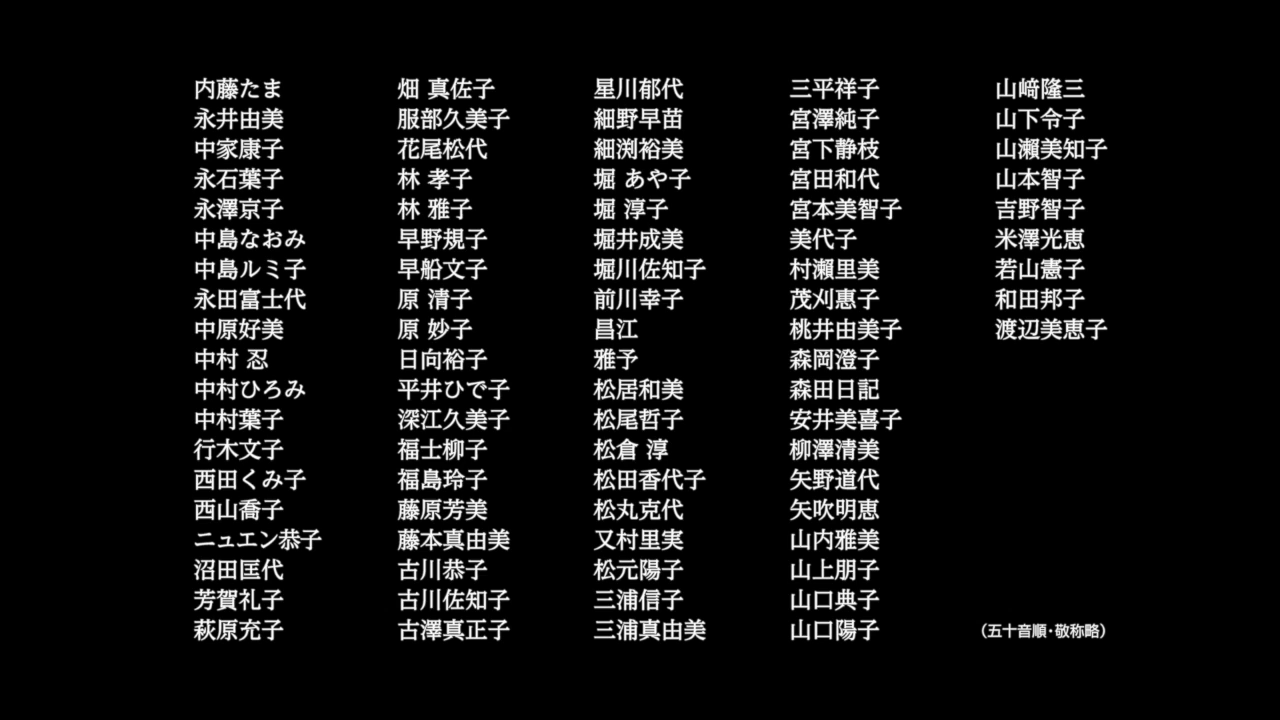 内藤たま
永井由美
中家康子
永石葉子
永澤京子
中島なおみ
中島ルミ子
永田富士代
中原好美
中村 忍
中村ひろみ
中村葉子
行木文子
西田くみ子
西山喬子
ニュエン恭子
沼田匡代
芳賀礼子
萩原充子
畑 真佐子
服部久美子
花尾松代
林 孝子
林 雅子
早野規子
早船文子
原 清子
原 妙子
日向裕子
平井ひで子
深江久美子
福士柳子
福島玲子
藤原芳美
藤本真由美
古川恭子
古川佐知子
古澤真正子
星川郁代
細野早苗
細渕裕美
堀 あや子
堀 淳子
堀井成美
堀川佐知子
前川幸子
昌江
雅予
松居和美
松尾哲子
松倉 淳
松田香代子
松丸克代
又村里実
松元陽子
三浦信子
三浦真由美
三平祥子
宮澤純子
宮下静枝
宮田和代
宮本美智子
美代子
村瀬里美
茂刈惠子
桃井由美子
森岡澄子
森田日記
安井美喜子
柳澤清美
矢野道代
矢吹明恵
山内雅美
山上朋子
山口典子
山口陽子
山﨑隆三
山下令子
山瀬美知子
山本智子
吉野智子
米澤光恵
若山憲子
和田邦子
渡辺美恵子
（五十音順・敬称略）